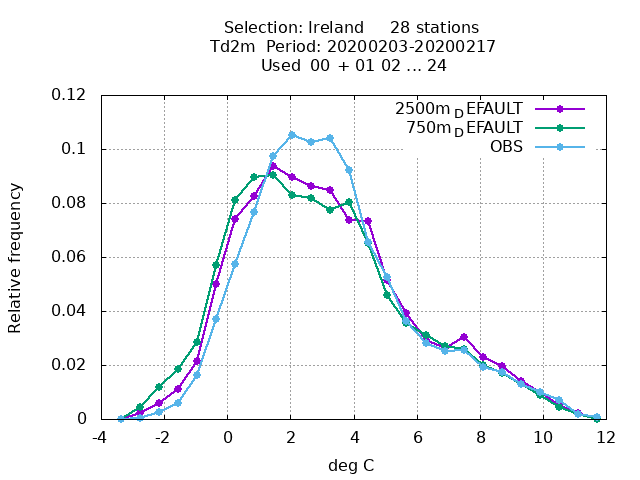 Selection: Ireland 28 stations
Td2m Period: 20200203-20200217
Used 00 + 01 02 ... 24
2500m_DEFAULT
750m_DEFAULT
OBS
Relative frequency
0.12
0.1
0.08
0.06
0.04
0.02
0
-4 -2 0 2 4 6 8 10 12
deg C